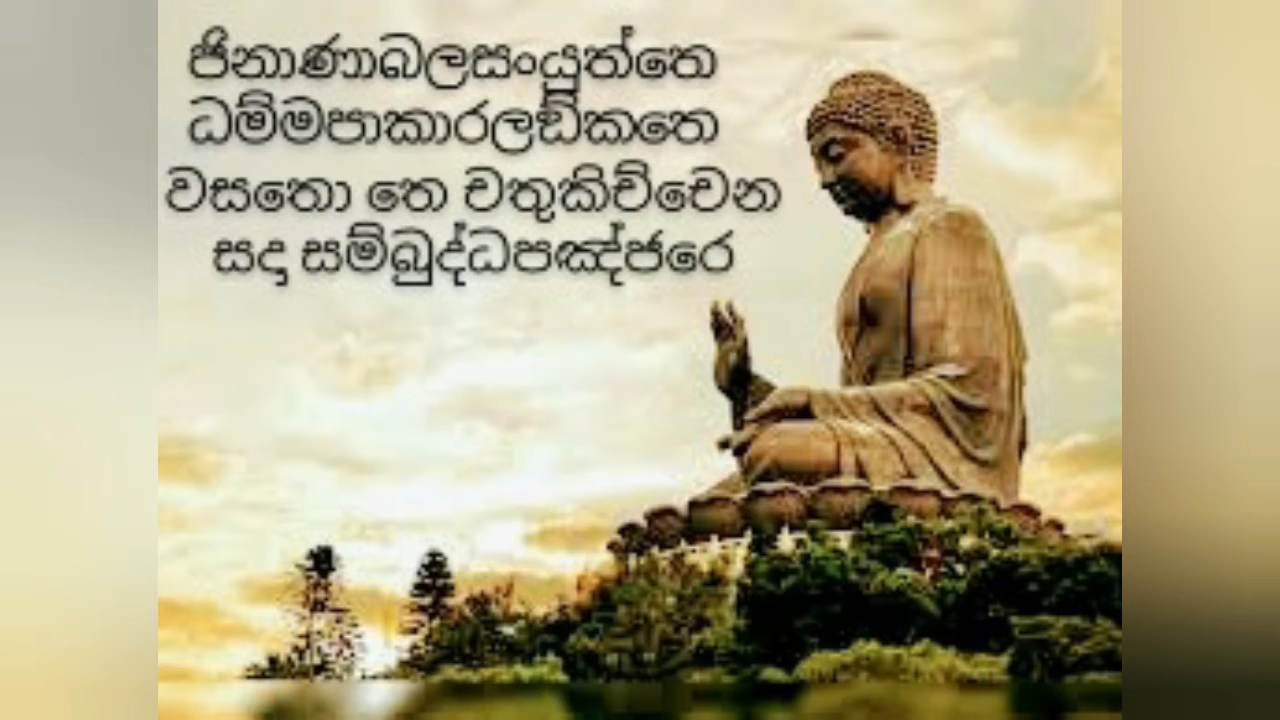 ජිනාණාබලසංයුත්තෙ
ධම්මපාකාරලඞ්කතෙ
වසතො තෙ චතුකිච්චෙන
සදා සම්බුද්ධපඤ්ජරෙ